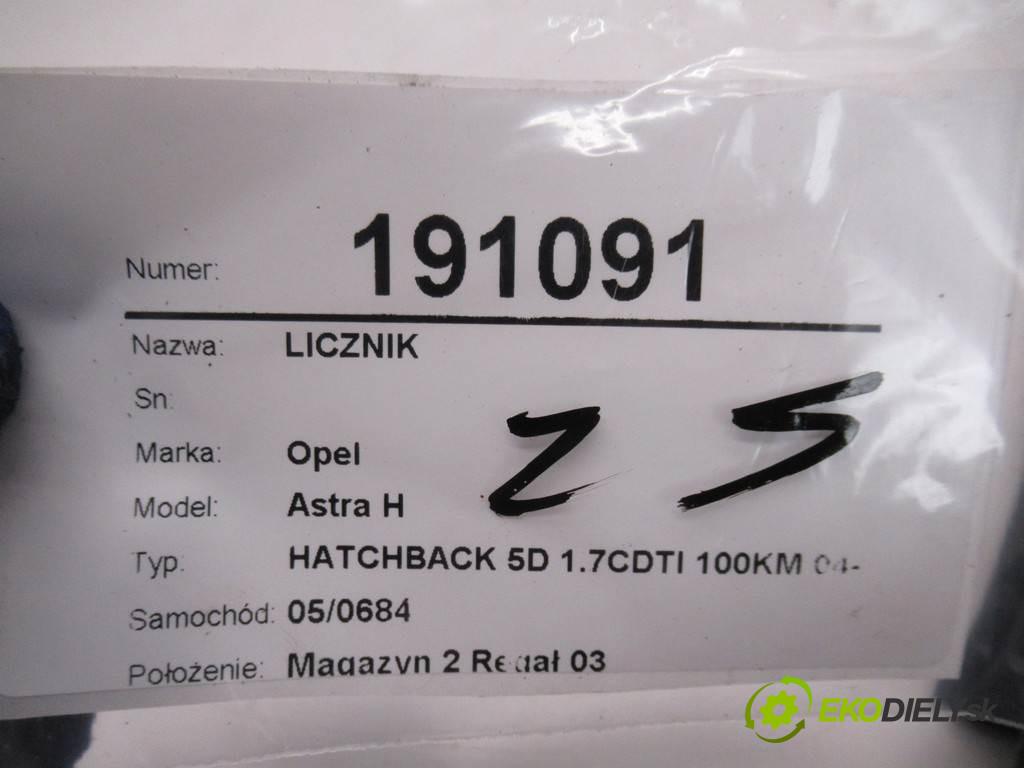 Numer: 191091
Nazwa: LICZNIK
Sn:
Marka: Opel
Model: Astra H
Typ: HATCHBACK 5D 1.7CDTI 100KM 04-
Samochód: 05/0684
Położenie: Magazyn 2 Regał 03
Z S
EKODIELY.sk